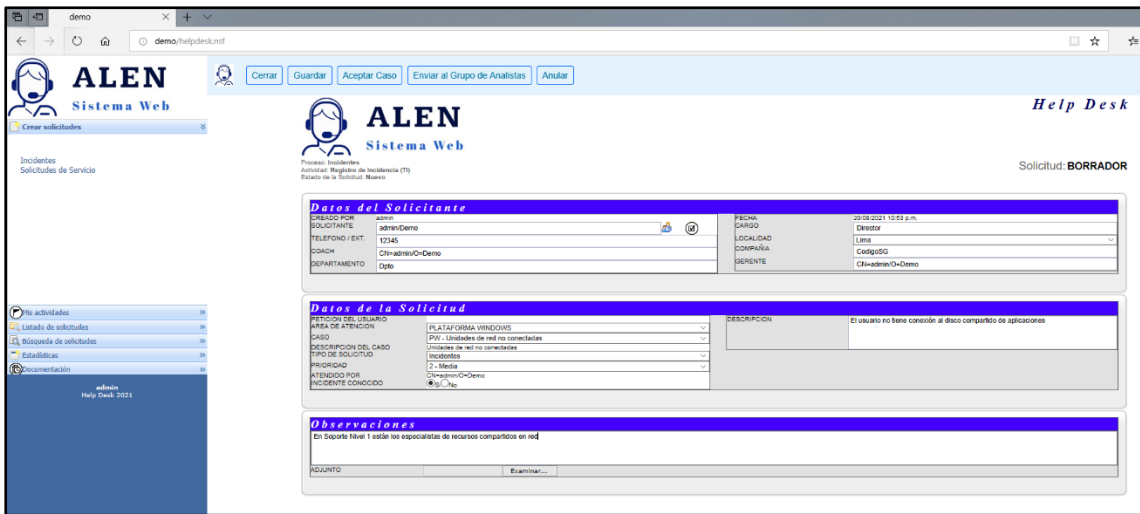 demo
demo/helpdesk.nsf
ALEN
Sistema Web
Crear solicitudes
Incidentes
Solicitudes de Servicio
Mis actividades
Listado de solicitudes
Búsqueda de solicitudes
Estadísticas
Documentación
admin
Help Desk 2021
Cerrar Guardar Aceptar Caso Enviar al Grupo de Analistas Anular
ALEN
Sistema Web
Help Desk
Proceso: Incidentes
Actividad: Registro de Incidencia (TI)
Estado de la Solicitud: Nuevo
Solicitud: BORRADOR
Datos del Solicitante
CREADO POR admin FECHA 20/08/2021 10:53 p.m.
SOLICITANTE admin/Demo CARGO Director
TELEFONO / EXT. 12345 LOCALIDAD Lima
COACH CN=admin/O=Demo COMPAÑIA CodigoSG
DEPARTAMENTO Dpto GERENTE CN=admin/O=Demo
Datos de la Solicitud
PETICION DEL USUARIO DESCRIPCION El usuario no tiene conexión al disco compartido de aplicaciones
AREA DE ATENCION PLATAFORMA WINDOWS
CASO PW - Unidades de red no conectadas
DESCRIPCION DEL CASO Unidades de red no conectadas
TIPO DE SOLICITUD Incidentes
PRIORIDAD 2 - Media
ATENDIDO POR CN=admin/O=Demo
INCIDENTE CONOCIDO Si No
Observaciones
En Soporte Nivel 1 están los especialistas de recursos compartidos en red
ADJUNTO Examinar...